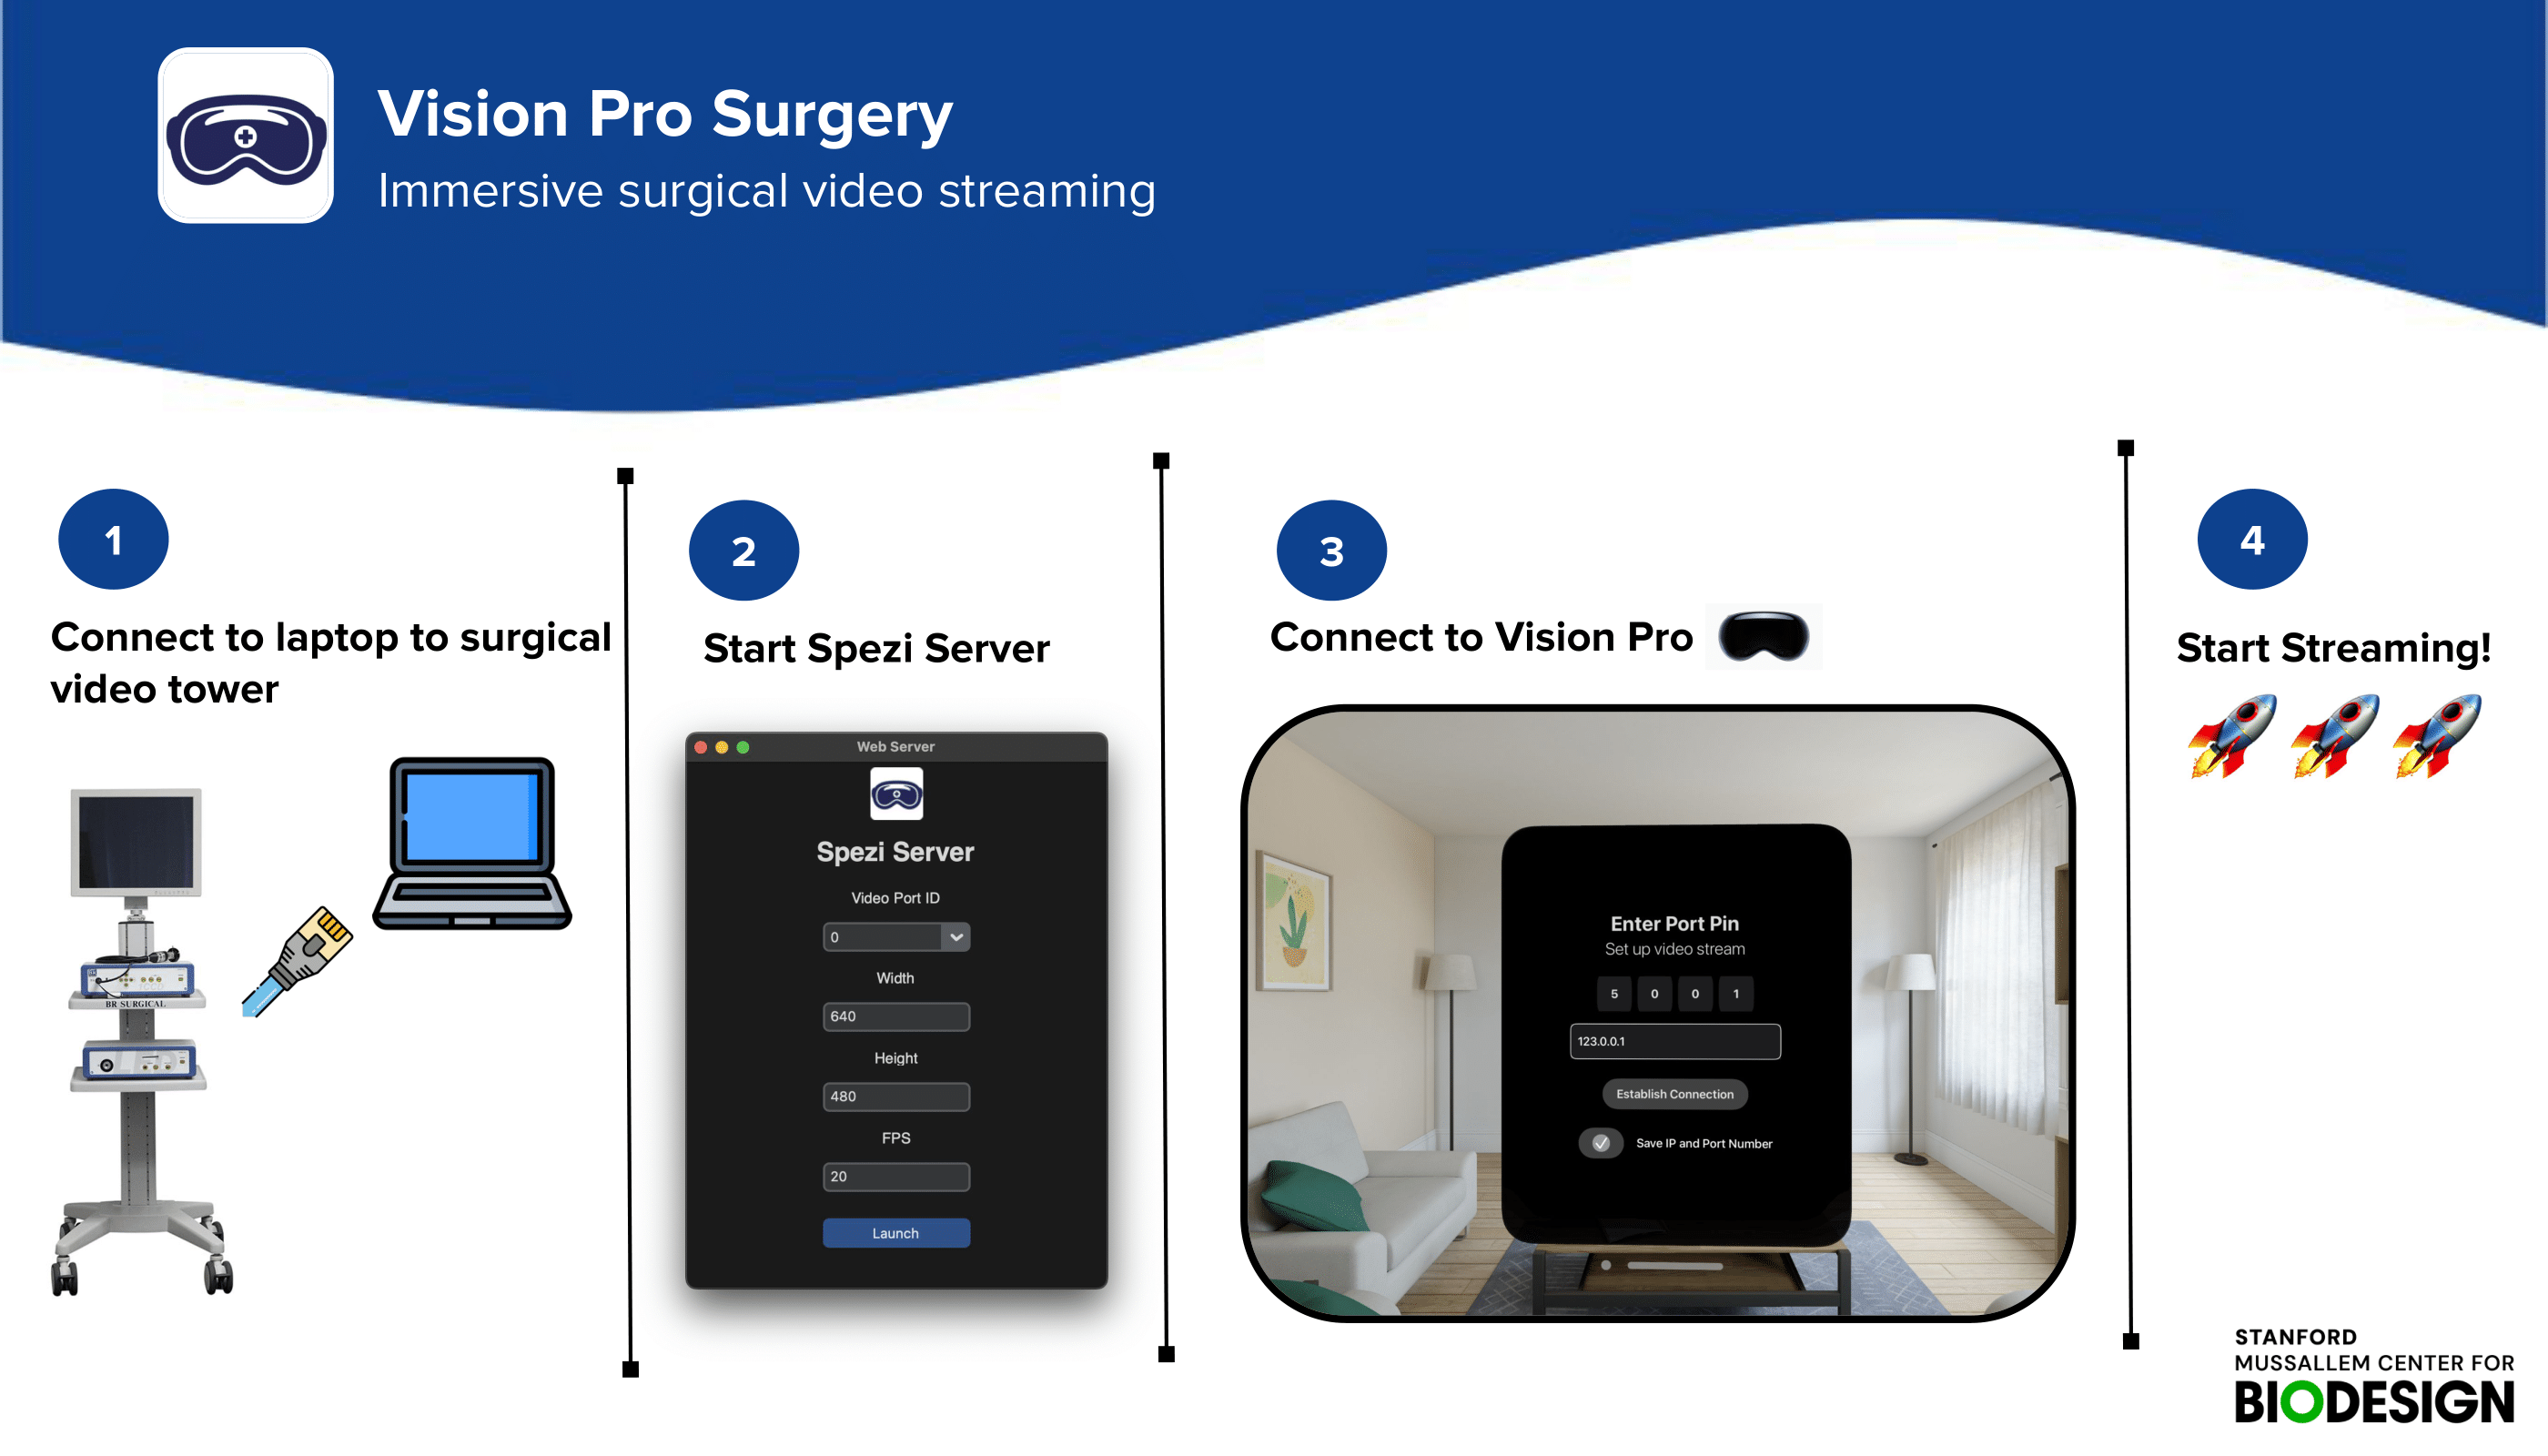 Vision Pro Surgery
Immersive surgical video streaming
1
Connect to laptop to surgical
video tower
BR SURGICAL
2
Start Spezi Server
Web Server
Spezi Server
Video Port ID
0
Width
640
Height
480
FPS
20
Launch
3
Connect to Vision Pro
Enter Port Pin
Set up video stream
5 0 0 1
123.0.0.1
Establish Connection
Save IP and Port Number
4
Start Streaming!
STANFORD
MUSSALLEM CENTER FOR
BIODESIGN